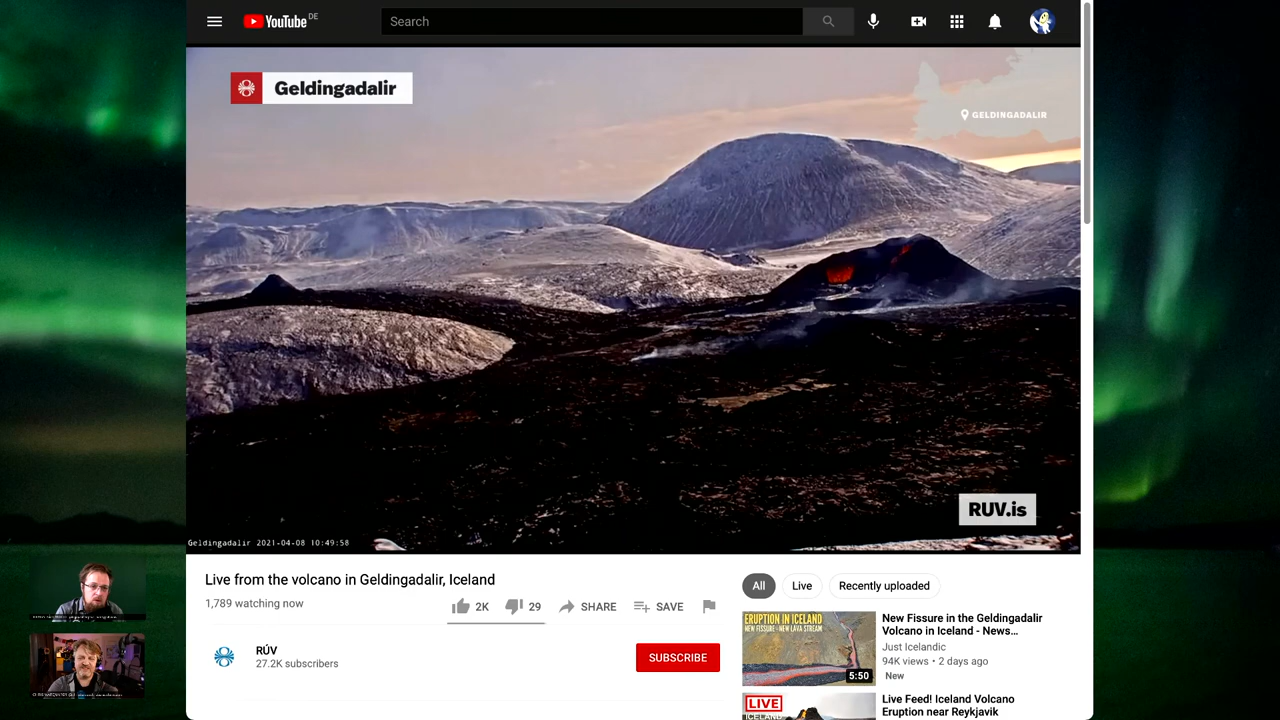 YouTube DE
Search
Geldingadalir
GELDINGADALIR
RUV.is
Geldingadalir 2021-04-08 10:49:58
Live from the volcano in Geldingadalir, Iceland
1,789 watching now
2K
29
SHARE
SAVE
RÚV
27.2K subscribers
SUBSCRIBE
All
Live
Recently uploaded
ERUPTION IN ICELAND
NEW FISSURE - NEW LAVA STREAM
5:50
New Fissure in the Geldingadalir
Volcano in Iceland - News...
Just Icelandic
94K views • 2 days ago
New
LIVE
ICELAND
Live Feed! Iceland Volcano
Eruption near Reykjavik